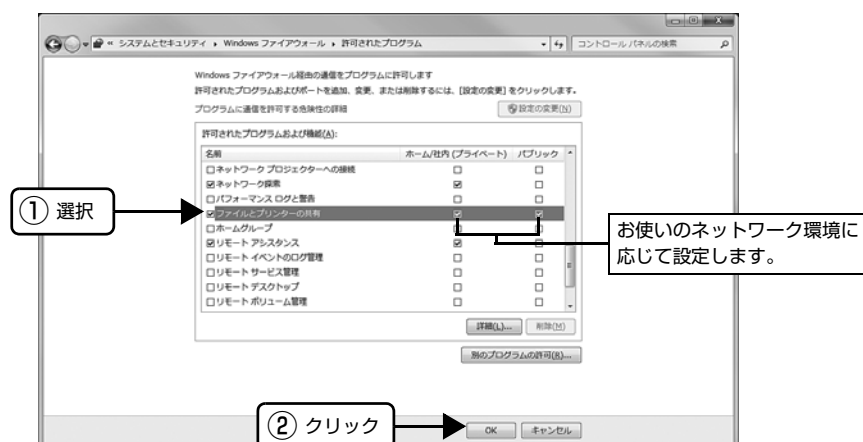 システムとセキュリティ ▸ Windows ファイアウォール ▸ 許可されたプログラム
コントロール パネルの検索
Windows ファイアウォール経由の通信をプログラムに許可します
許可されたプログラムおよびポートを追加、変更、または削除するには、[設定の変更] をクリックします。
プログラムに通信を許可する危険性の詳細
設定の変更(N)
許可されたプログラムおよび機能(A):
名前 ホーム/社内 (プライベート) パブリック
ネットワーク プロジェクターへの接続
ネットワーク探索
パフォーマンス ログと警告
① 選択
ファイルとプリンターの共有
ホームグループ
リモート アシスタンス
リモート イベントのログ管理
リモート サービス管理
リモート デスクトップ
リモート ボリューム管理
お使いのネットワーク環境に
応じて設定します。
詳細(L)... 削除(M)
別のプログラムの許可(R)...
② クリック
OK キャンセル